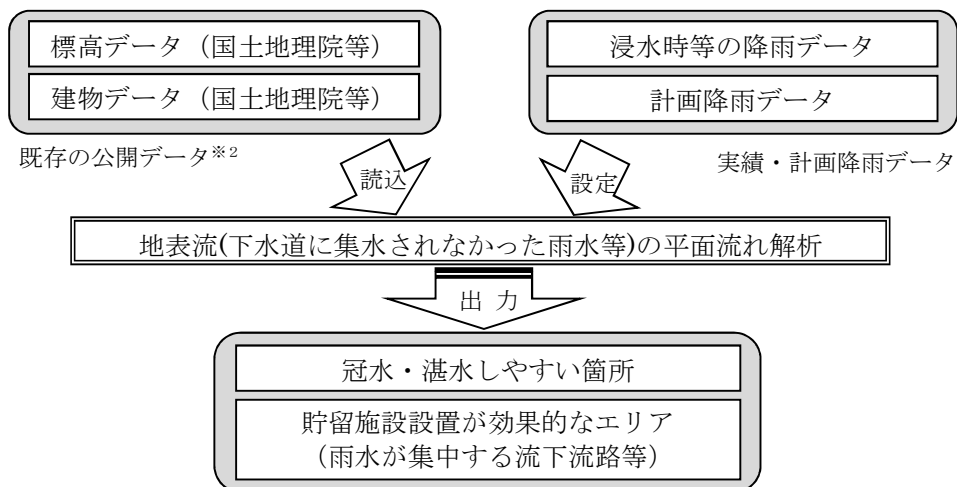 標高データ（国土地理院等）
建物データ（国土地理院等）
既存の公開データ※2
浸水時等の降雨データ
計画降雨データ
実績・計画降雨データ
読込
設定
地表流(下水道に集水されなかった雨水等)の平面流れ解析
出 力
冠水・湛水しやすい箇所
貯留施設設置が効果的なエリア
（雨水が集中する流下流路等）